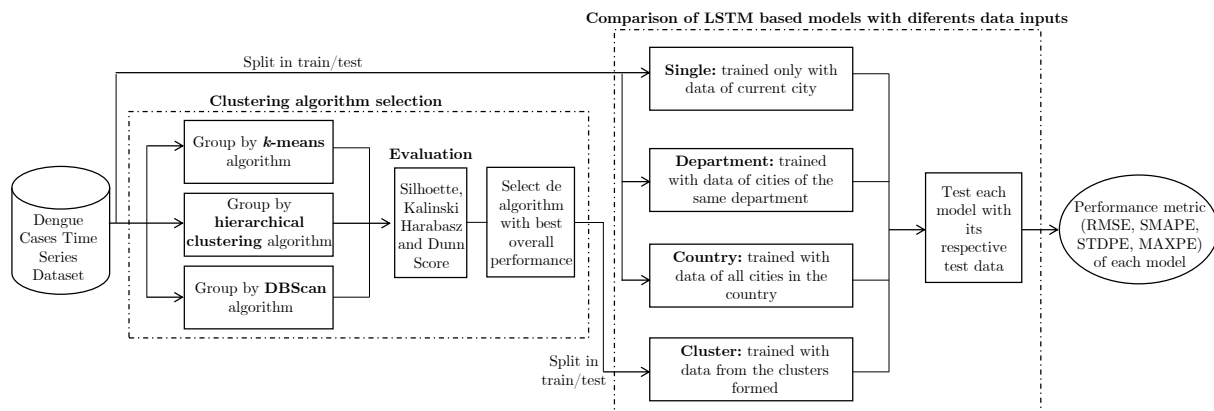 Comparison of LSTM based models with diferents data inputs
Split in train/test
Clustering algorithm selection
Dengue
Cases Time
Series
Dataset
Group by k-means
algorithm
Group by
hierarchical
clustering algorithm
Group by DBScan
algorithm
Evaluation
Silhoette,
Kalinski
Harabasz
and Dunn
Score
Select de
algorithm
with best
overall
performance
Split in
train/test
Single: trained only with
data of current city
Department: trained
with data of cities of the
same department
Country: trained with
data of all cities in the
country
Cluster: trained with
data from the clusters
formed
Test each
model with
its
respective
test data
Performance metric
(RMSE, SMAPE,
STDPE, MAXPE)
of each model